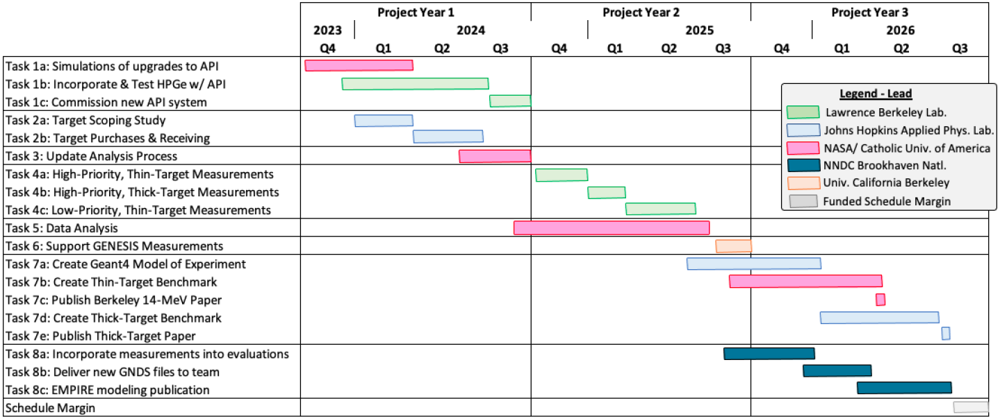 Project Year 1 Project Year 2 Project Year 3
2023 2024 2025 2026
Q4 Q1 Q2 Q3 Q4 Q1 Q2 Q3 Q4 Q1 Q2 Q3
Task 1a: Simulations of upgrades to API
Task 1b: Incorporate & Test HPGe w/ API
Task 1c: Commission new API system
Task 2a: Target Scoping Study
Task 2b: Target Purchases & Receiving
Task 3: Update Analysis Process
Task 4a: High-Priority, Thin-Target Measurements
Task 4b: High-Priority, Thick-Target Measurements
Task 4c: Low-Priority, Thin-Target Measurements
Task 5: Data Analysis
Task 6: Support GENESIS Measurements
Task 7a: Create Geant4 Model of Experiment
Task 7b: Create Thin-Target Benchmark
Task 7c: Publish Berkeley 14-MeV Paper
Task 7d: Create Thick-Target Benchmark
Task 7e: Publish Thick-Target Paper
Task 8a: Incorporate measurements into evaluations
Task 8b: Deliver new GNDS files to team
Task 8c: EMPIRE modeling publication
Schedule Margin
Legend - Lead
Lawrence Berkeley Lab.
Johns Hopkins Applied Phys. Lab.
NASA/ Catholic Univ. of America
NNDC Brookhaven Natl.
Univ. California Berkeley
Funded Schedule Margin